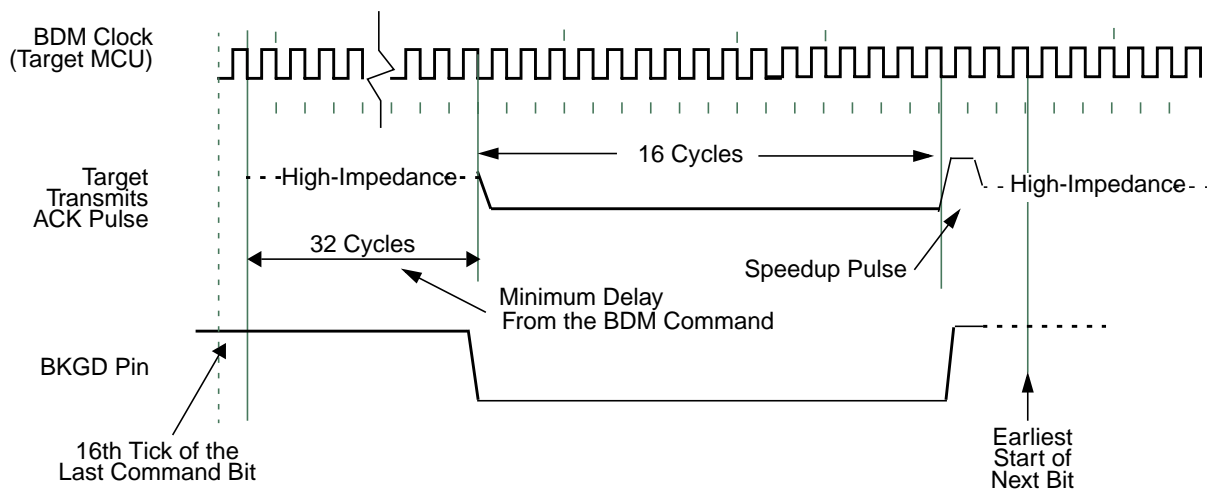 BDM Clock
(Target MCU)
16 Cycles
Target
Transmits
ACK Pulse
High-Impedance
High-Impedance
32 Cycles
Speedup Pulse
Minimum Delay
From the BDM Command
BKGD Pin
16th Tick of the
Last Command Bit
Earliest
Start of
Next Bit